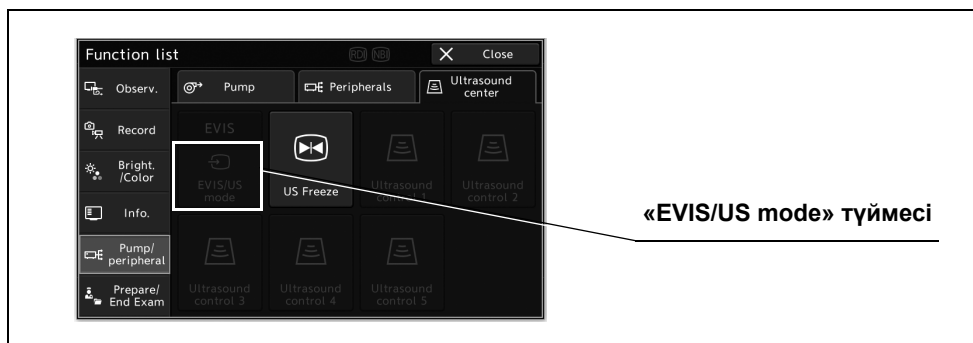 Function list
RDI NBI
Close
Observ.
Pump
Peripherals
Ultrasound
center
Record
EVIS
Bright.
/Color
EVIS/US
mode
US Freeze
Ultrasound
control 1
Ultrasound
control 2
Info.
«EVIS/US mode» түймесі
Pump/
peripheral
Prepare/
End Exam
Ultrasound
control 3
Ultrasound
control 4
Ultrasound
control 5